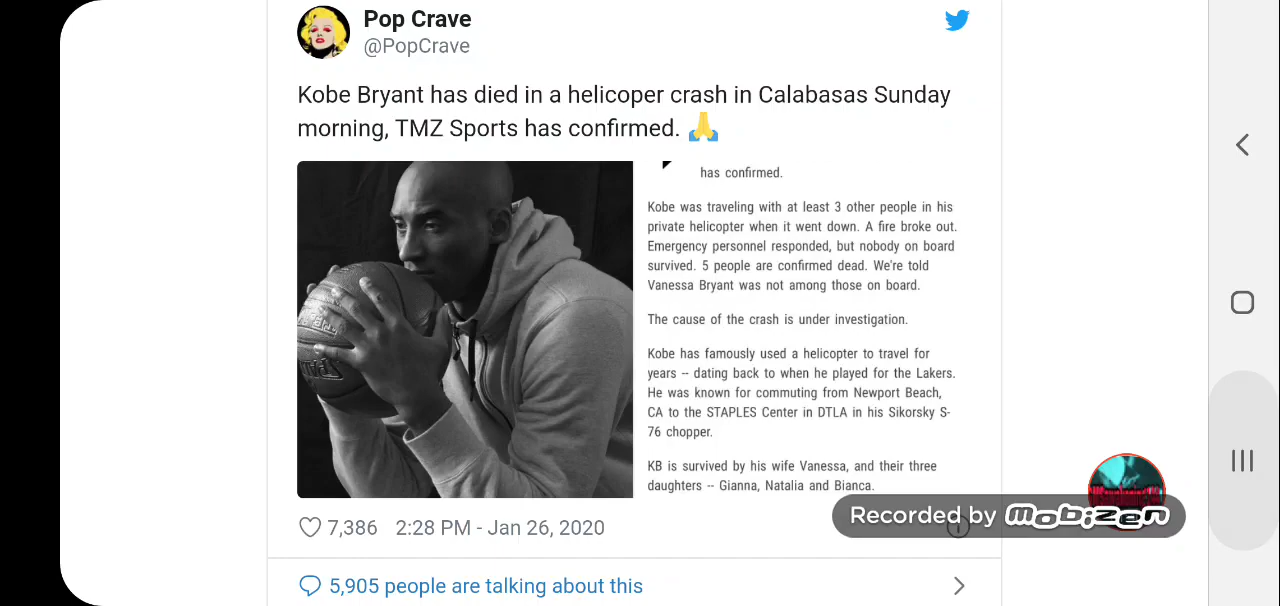 Pop Crave
@PopCrave
Kobe Bryant has died in a helicoper crash in Calabasas Sunday
morning, TMZ Sports has confirmed. 🙏
has confirmed.
Kobe was traveling with at least 3 other people in his
private helicopter when it went down. A fire broke out.
Emergency personnel responded, but nobody on board
survived. 5 people are confirmed dead. We're told
Vanessa Bryant was not among those on board.
The cause of the crash is under investigation.
Kobe has famously used a helicopter to travel for
years -- dating back to when he played for the Lakers.
He was known for commuting from Newport Beach,
CA to the STAPLES Center in DTLA in his Sikorsky S-
76 chopper.
KB is survived by his wife Vanessa, and their three
daughters -- Gianna, Natalia and Bianca.
7,386 2:28 PM - Jan 26, 2020
Recorded by Mobizen
5,905 people are talking about this